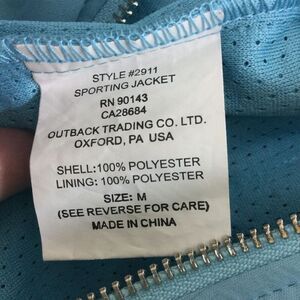 STYLE #2911
SPORTING JACKET
RN 90143
CA28684
OUTBACK TRADING CO. LTD.
OXFORD, PA USA
SHELL:100% POLYESTER
LINING: 100% POLYESTER
SIZE: M
(SEE REVERSE FOR CARE)
MADE IN CHINA